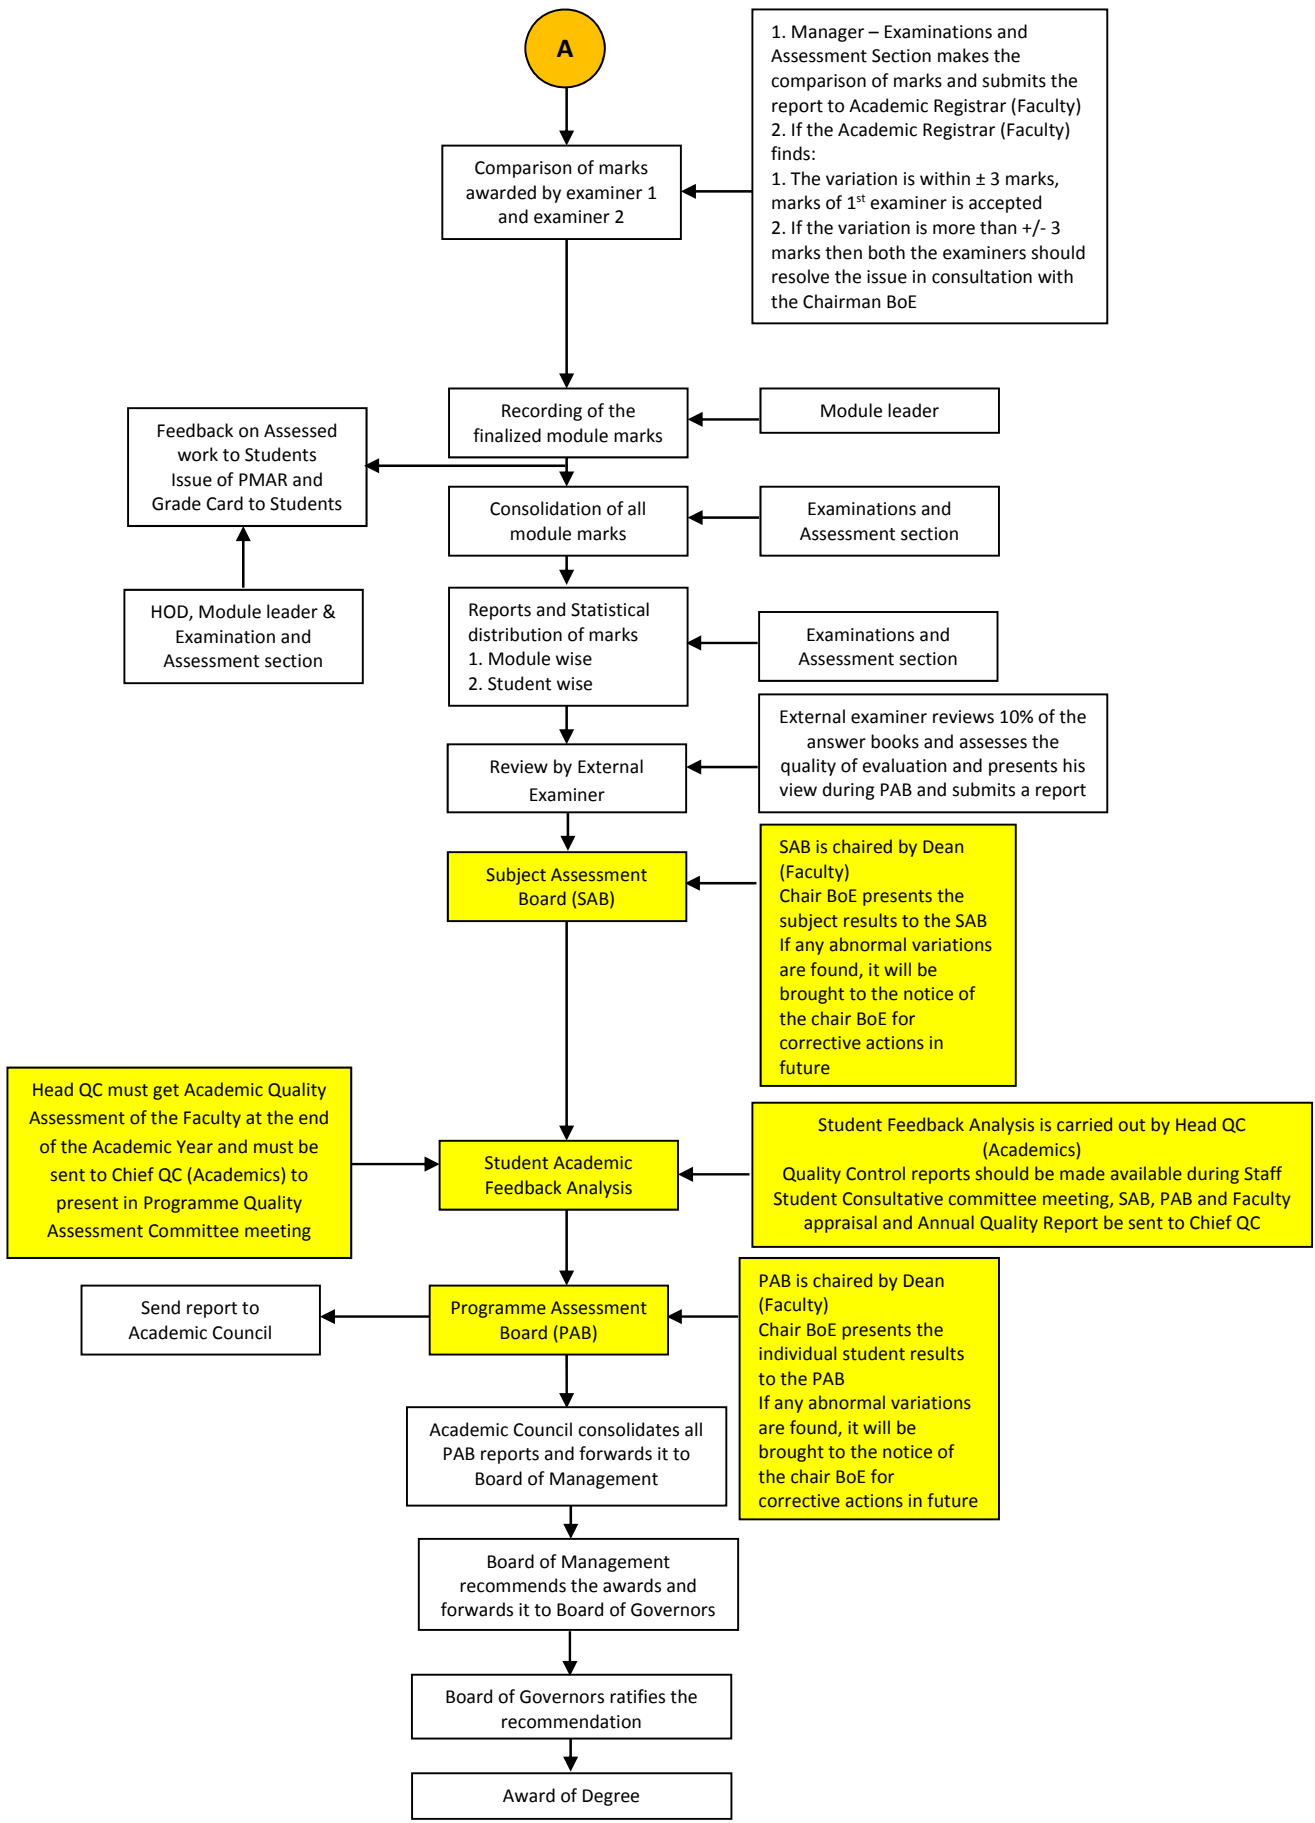 A
1. Manager – Examinations and
Assessment Section makes the
comparison of marks and submits the
report to Academic Registrar (Faculty)
2. If the Academic Registrar (Faculty)
finds:
1. The variation is within ± 3 marks,
marks of 1st examiner is accepted
2. If the variation is more than +/- 3
marks then both the examiners should
resolve the issue in consultation with
the Chairman BoE
Comparison of marks
awarded by examiner 1
and examiner 2
Recording of the
finalized module marks
Module leader
Feedback on Assessed
work to Students
Issue of PMAR and
Grade Card to Students
Consolidation of all
module marks
Examinations and
Assessment section
HOD, Module leader &
Examination and
Assessment section
Reports and Statistical
distribution of marks
1. Module wise
2. Student wise
Examinations and
Assessment section
Review by External
Examiner
External examiner reviews 10% of the
answer books and assesses the
quality of evaluation and presents his
view during PAB and submits a report
Subject Assessment
Board (SAB)
SAB is chaired by Dean
(Faculty)
Chair BoE presents the
subject results to the SAB
If any abnormal variations
are found, it will be
brought to the notice of
the chair BoE for
corrective actions in
future
Head QC must get Academic Quality
Assessment of the Faculty at the end
of the Academic Year and must be
sent to Chief QC (Academics) to
present in Programme Quality
Assessment Committee meeting
Student Academic
Feedback Analysis
Student Feedback Analysis is carried out by Head QC
(Academics)
Quality Control reports should be made available during Staff
Student Consultative committee meeting, SAB, PAB and Faculty
appraisal and Annual Quality Report be sent to Chief QC
Send report to
Academic Council
Programme Assessment
Board (PAB)
PAB is chaired by Dean
(Faculty)
Chair BoE presents the
individual student results
to the PAB
If any abnormal variations
are found, it will be
brought to the notice of
the chair BoE for
corrective actions in future
Academic Council consolidates all
PAB reports and forwards it to
Board of Management
Board of Management
recommends the awards and
forwards it to Board of Governors
Board of Governors ratifies the
recommendation
Award of Degree